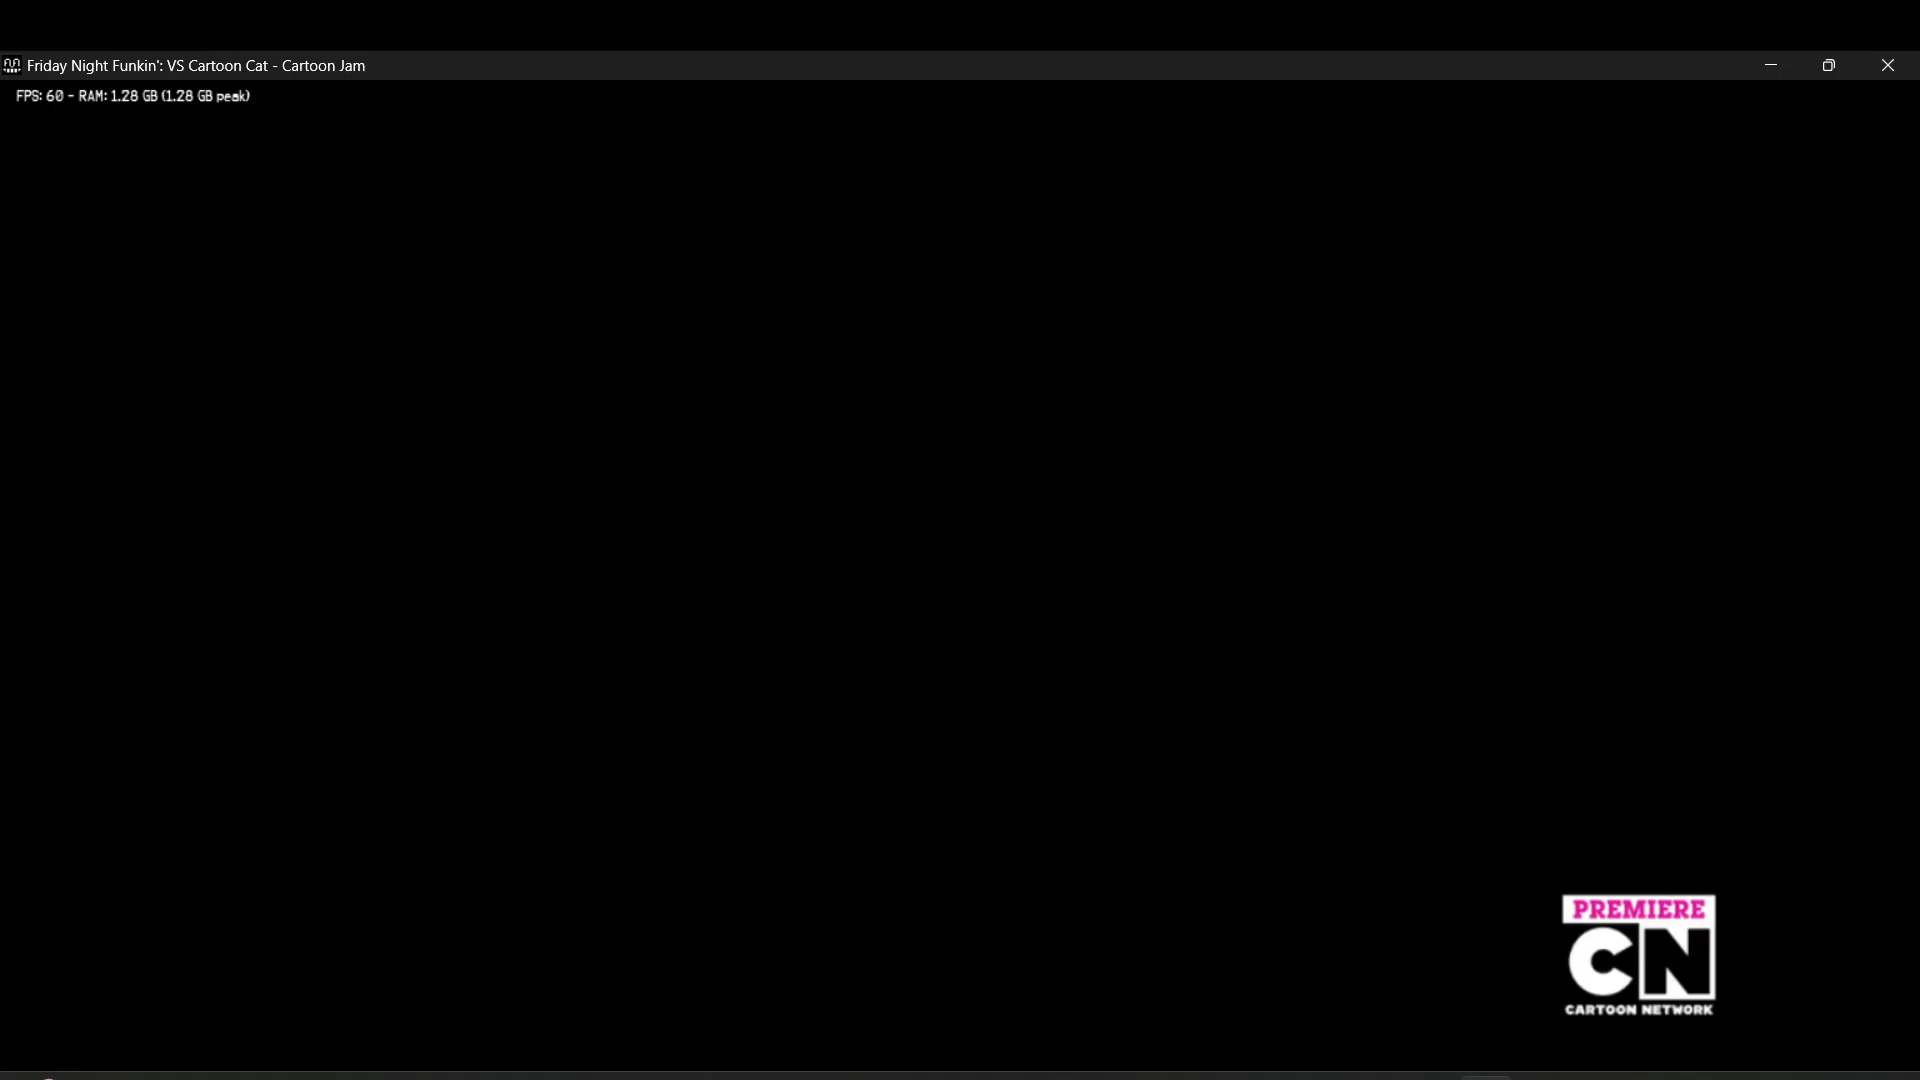 Friday Night Funkin': VS Cartoon Cat - Cartoon Jam
FPS: 60 - RAM: 1.28 GB (1.28 GB peak)
PREMIERE
CN
CARTOON NETWORK